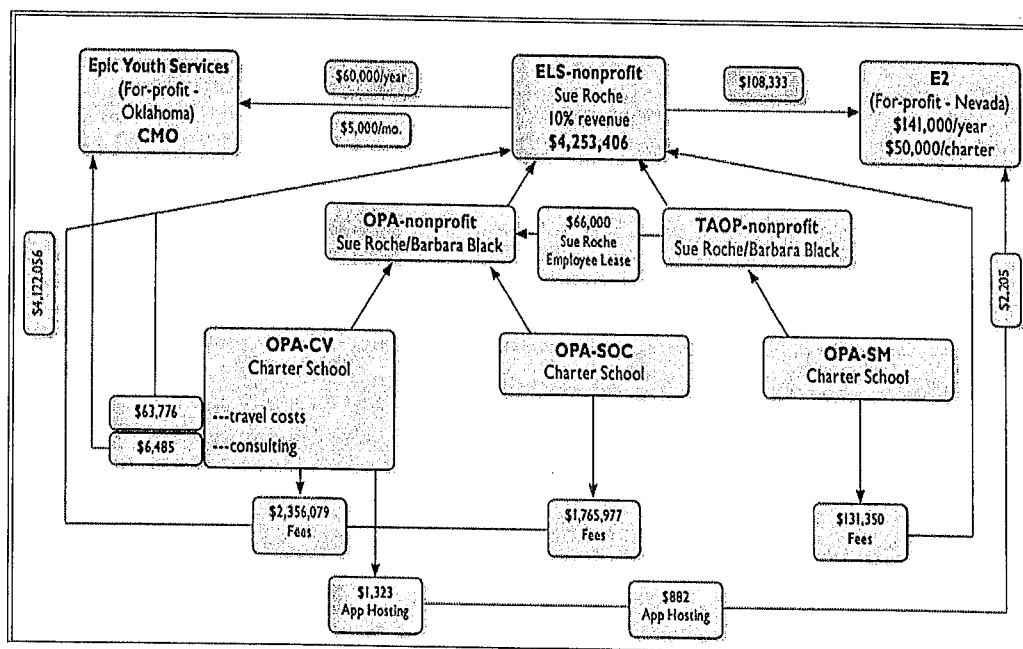 Epic Youth Services
(For-profit -
Oklahoma)
CMO
$60,000/year
$5,000/mo.
ELS-nonprofit
Sue Roche
10% revenue
$4,253,406
$108,333
E2
(For-profit - Nevada)
$141,000/year
$50,000/charter
OPA-nonprofit
Sue Roche/Barbara Black
$66,000
Sue Roche
Employee Lease
TAOP-nonprofit
Sue Roche/Barbara Black
$4,122,056
$2,205
OPA-CV
Charter School
OPA-SOC
Charter School
OPA-SM
Charter School
$63,776
---travel costs
$6,485
---consulting
$2,356,079
Fees
$1,765,977
Fees
$131,350
Fees
$1,323
App Hosting
$882
App Hosting